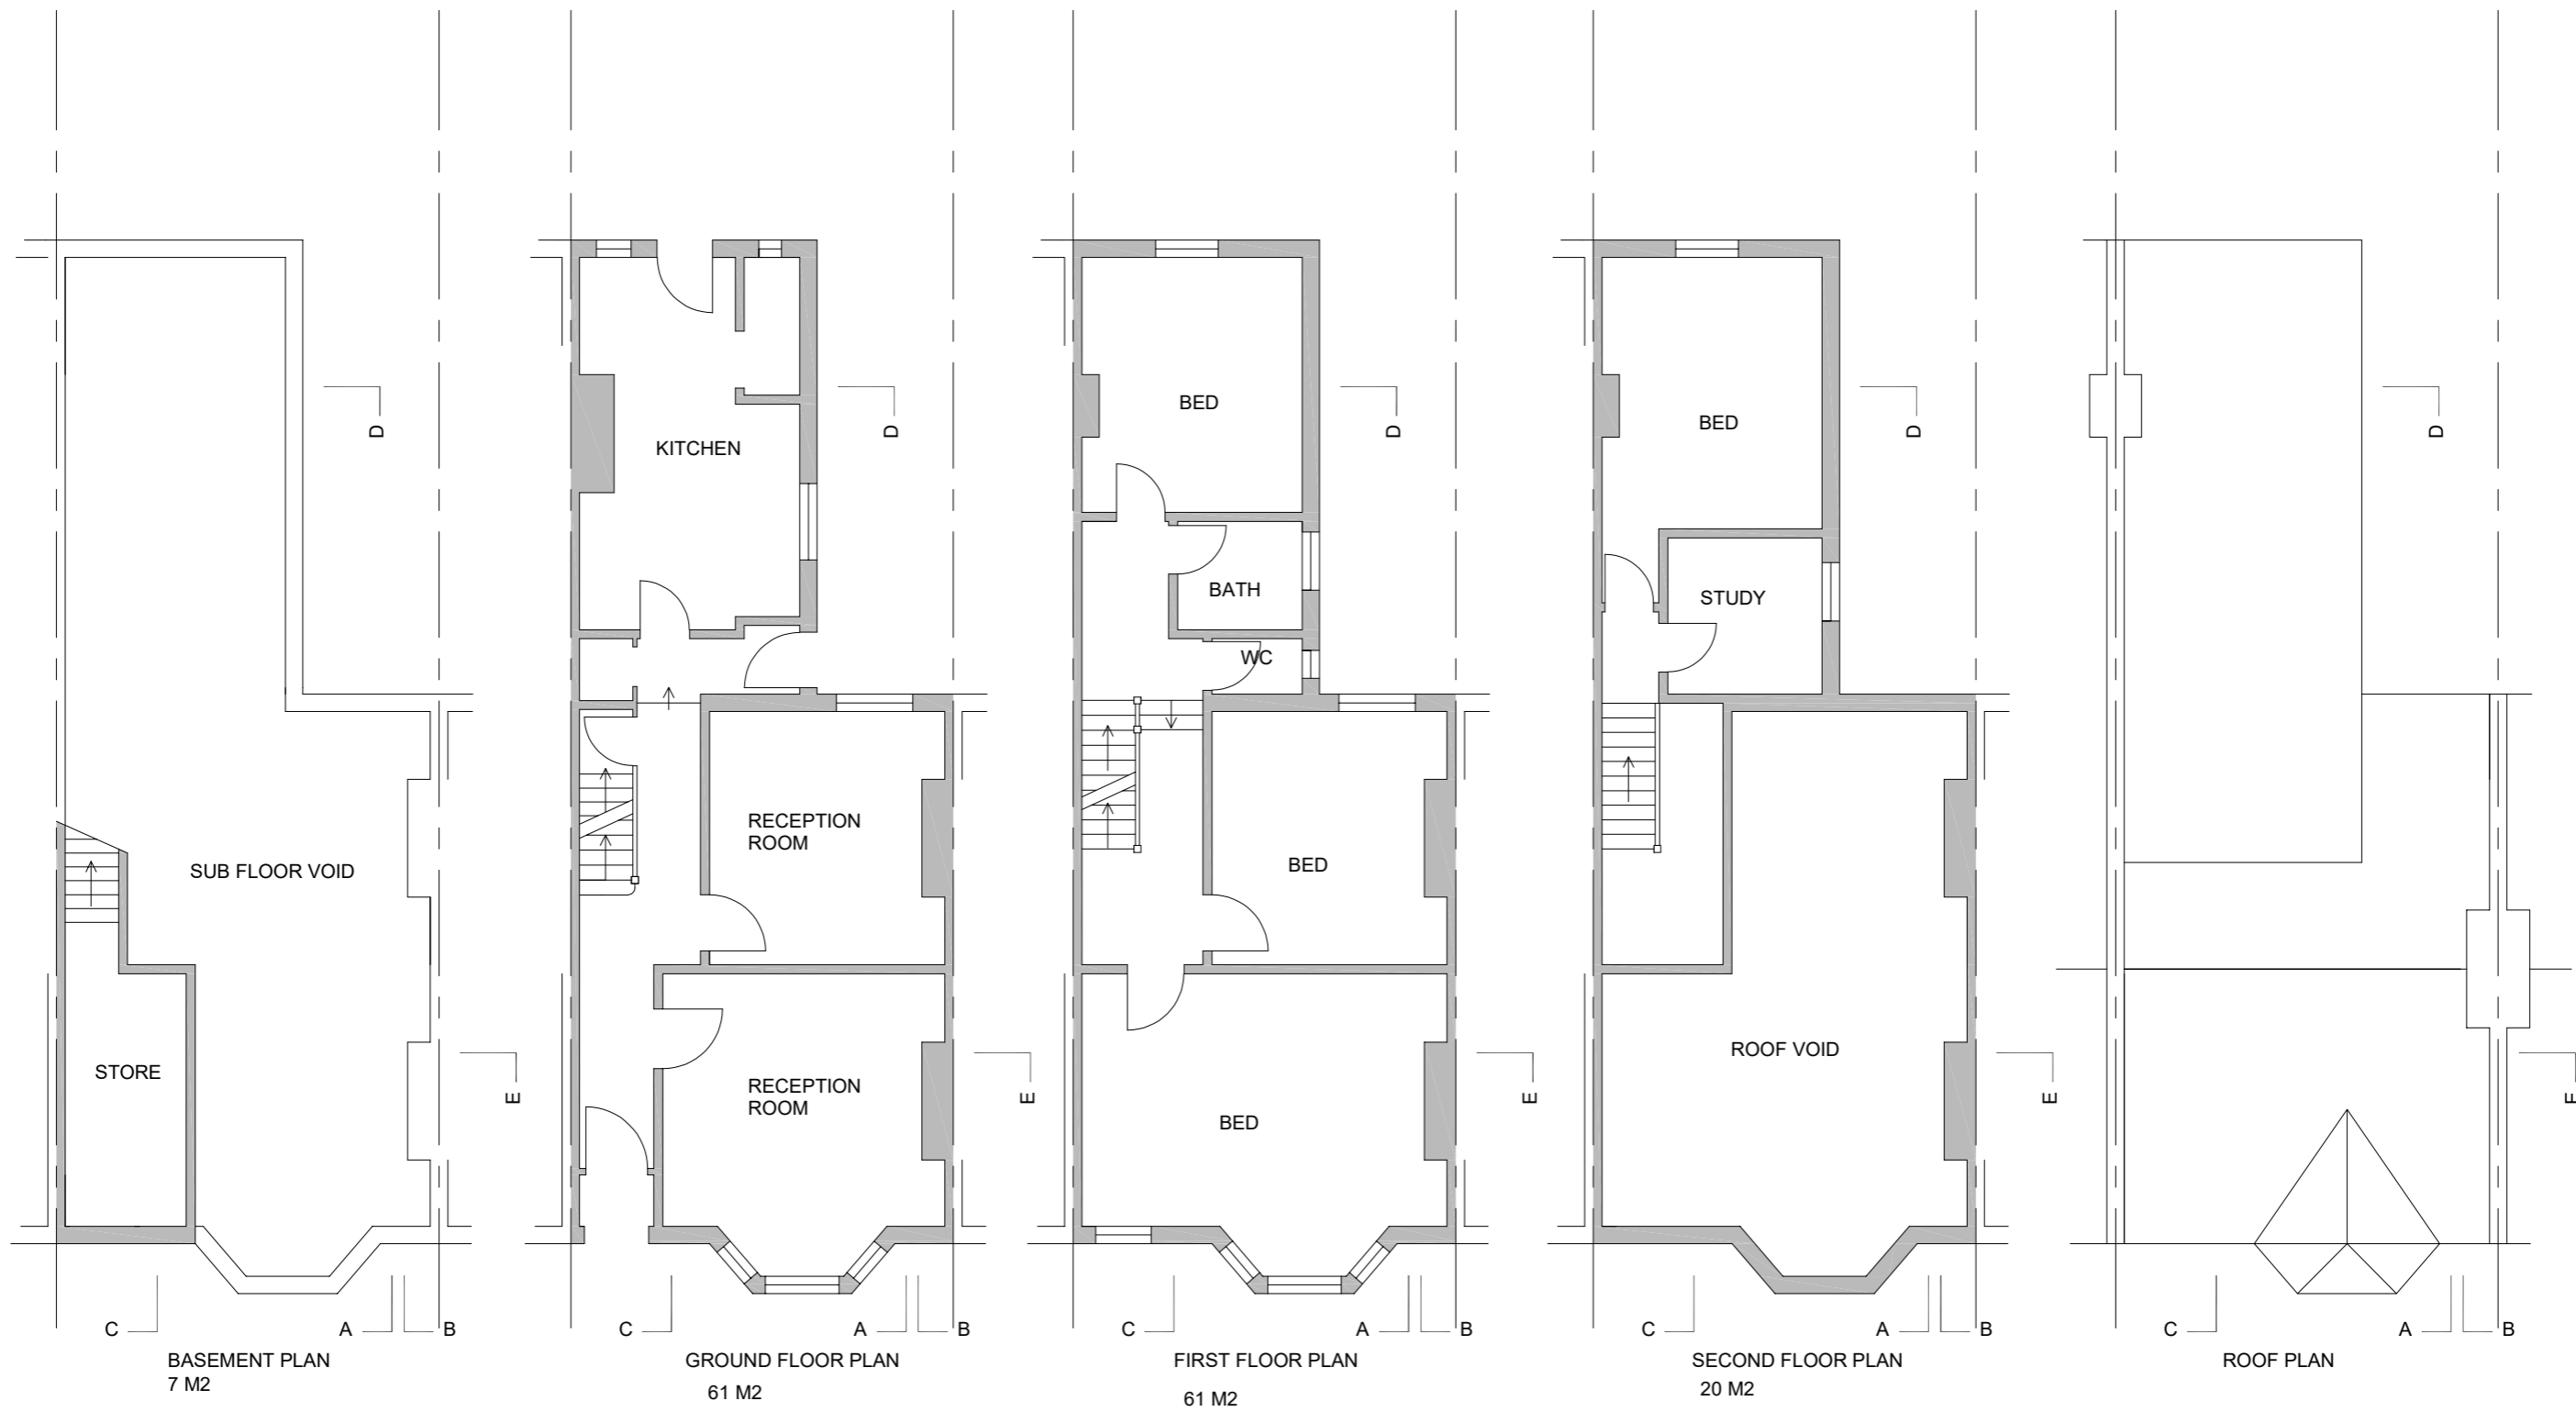 D
SUB FLOOR VOID
STORE
E
C
A
B
BASEMENT PLAN
7 M2
D
KITCHEN
RECEPTION
ROOM
RECEPTION
ROOM
E
C
A
B
GROUND FLOOR PLAN
61 M2
BED
D
BATH
WC
BED
BED
E
C
A
B
FIRST FLOOR PLAN
61 M2
BED
D
STUDY
ROOF VOID
E
C
A
B
SECOND FLOOR PLAN
20 M2
D
C
A
B
ROOF PLAN